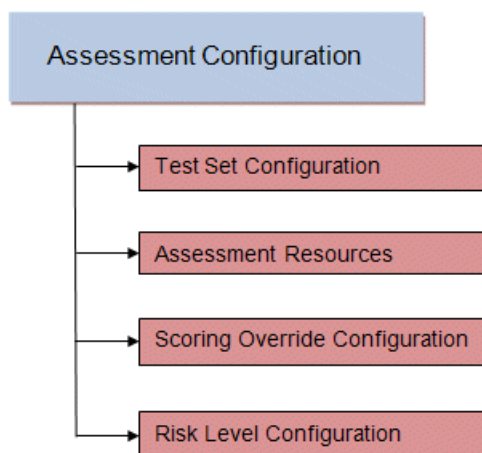 Assessment Configuration
Test Set Configuration
Assessment Resources
Scoring Override Configuration
Risk Level Configuration